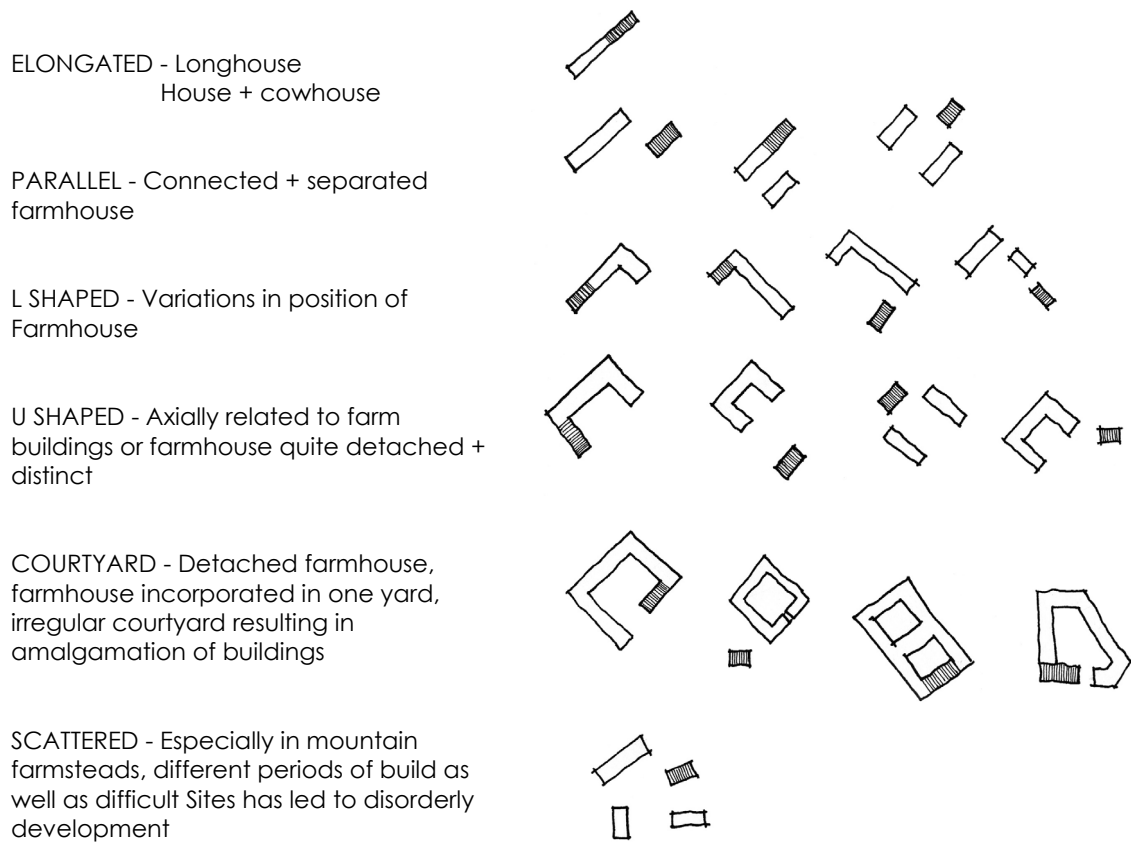 ELONGATED - Longhouse
House + cowhouse
PARALLEL - Connected + separated
farmhouse
L SHAPED - Variations in position of
Farmhouse
U SHAPED - Axially related to farm
buildings or farmhouse quite detached +
distinct
COURTYARD - Detached farmhouse,
farmhouse incorporated in one yard,
irregular courtyard resulting in
amalgamation of buildings
SCATTERED - Especially in mountain
farmsteads, different periods of build as
well as difficult Sites has led to disorderly
development